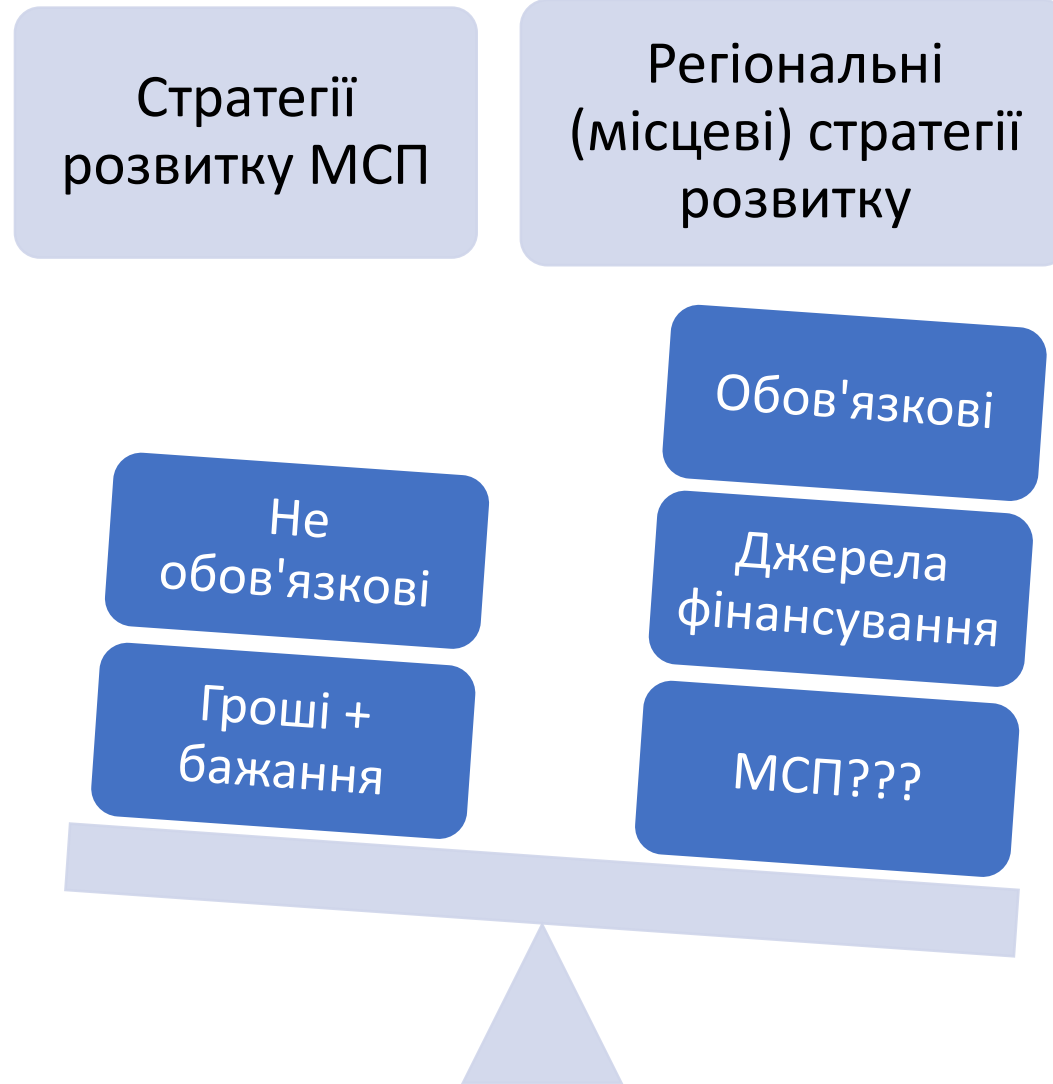 Стратегії
розвитку МСП
Регіональні
(місцеві) стратегії
розвитку
Не
обов'язкові
Гроші +
бажання
Обов'язкові
Джерела
фінансування
МСП???